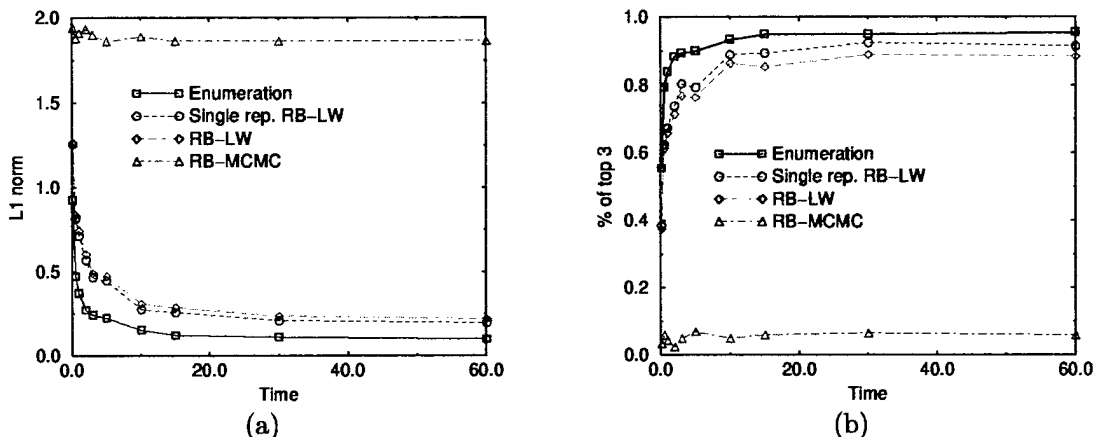 2.0
1.5
1.0
0.5
0.0
L1 norm
Enumeration
Single rep. RB-LW
RB-LW
RB-MCMC
0.0 20.0 40.0 60.0
Time
(a)
1.0
0.8
0.6
0.4
0.2
0.0
% of top 3
Enumeration
Single rep. RB-LW
RB-LW
RB-MCMC
0.0 20.0 40.0 60.0
Time
(b)